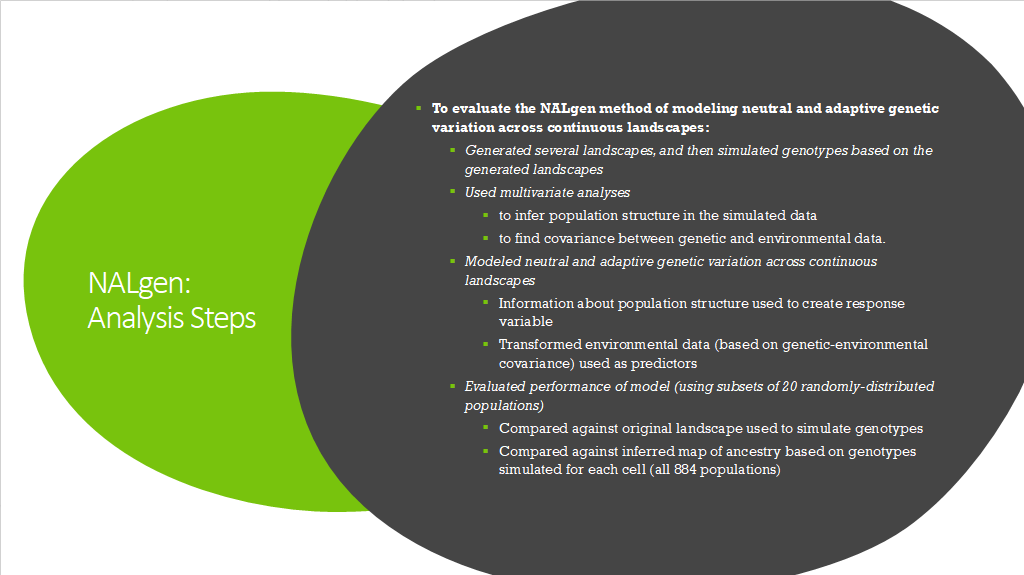 NALgen:
Analysis Steps
To evaluate the NALgen method of modeling neutral and adaptive genetic
variation across continuous landscapes:
Generated several landscapes, and then simulated genotypes based on the
generated landscapes
Used multivariate analyses
to infer population structure in the simulated data
to find covariance between genetic and environmental data.
Modeled neutral and adaptive genetic variation across continuous
landscapes
Information about population structure used to create response
variable
Transformed environmental data (based on genetic-environmental
covariance) used as predictors
Evaluated performance of model (using subsets of 20 randomly-distributed
populations)
Compared against original landscape used to simulate genotypes
Compared against inferred map of ancestry based on genotypes
simulated for each cell (all 884 populations)